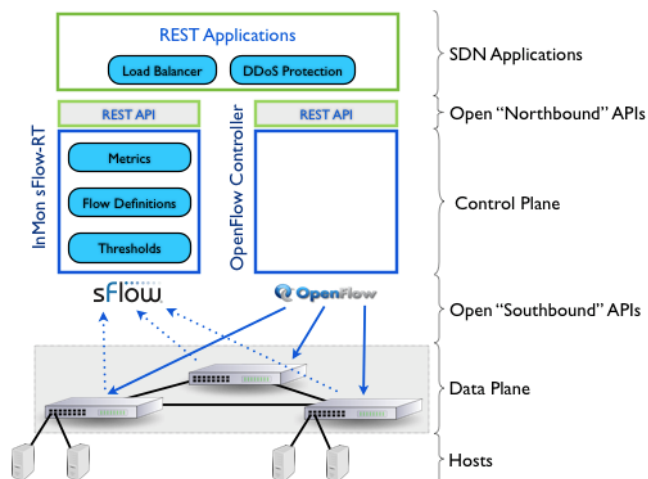 REST Applications
Load Balancer
DDoS Protection
SDN Applications
REST API
REST API
Open “Northbound” APIs
InMon sFlow-RT
Metrics
Flow Definitions
Thresholds
OpenFlow Controller
Control Plane
sFlow
OpenFlow
Open “Southbound” APIs
Data Plane
Hosts